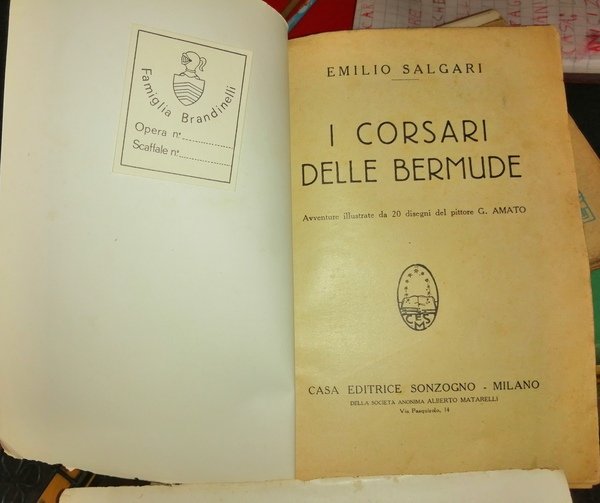 Famiglia Brandinelli
Opera n°
Scaffale n°
EMILIO SALGARI
I CORSARI
DELLE BERMUDE
Avventure illustrate da 20 disegni del pittore G. AMATO
CEMS
CASA EDITRICE SONZOGNO - MILANO
DELLA SOCIETÀ ANONIMA ALBERTO MATARELLI
Via Pasquirolo, 14